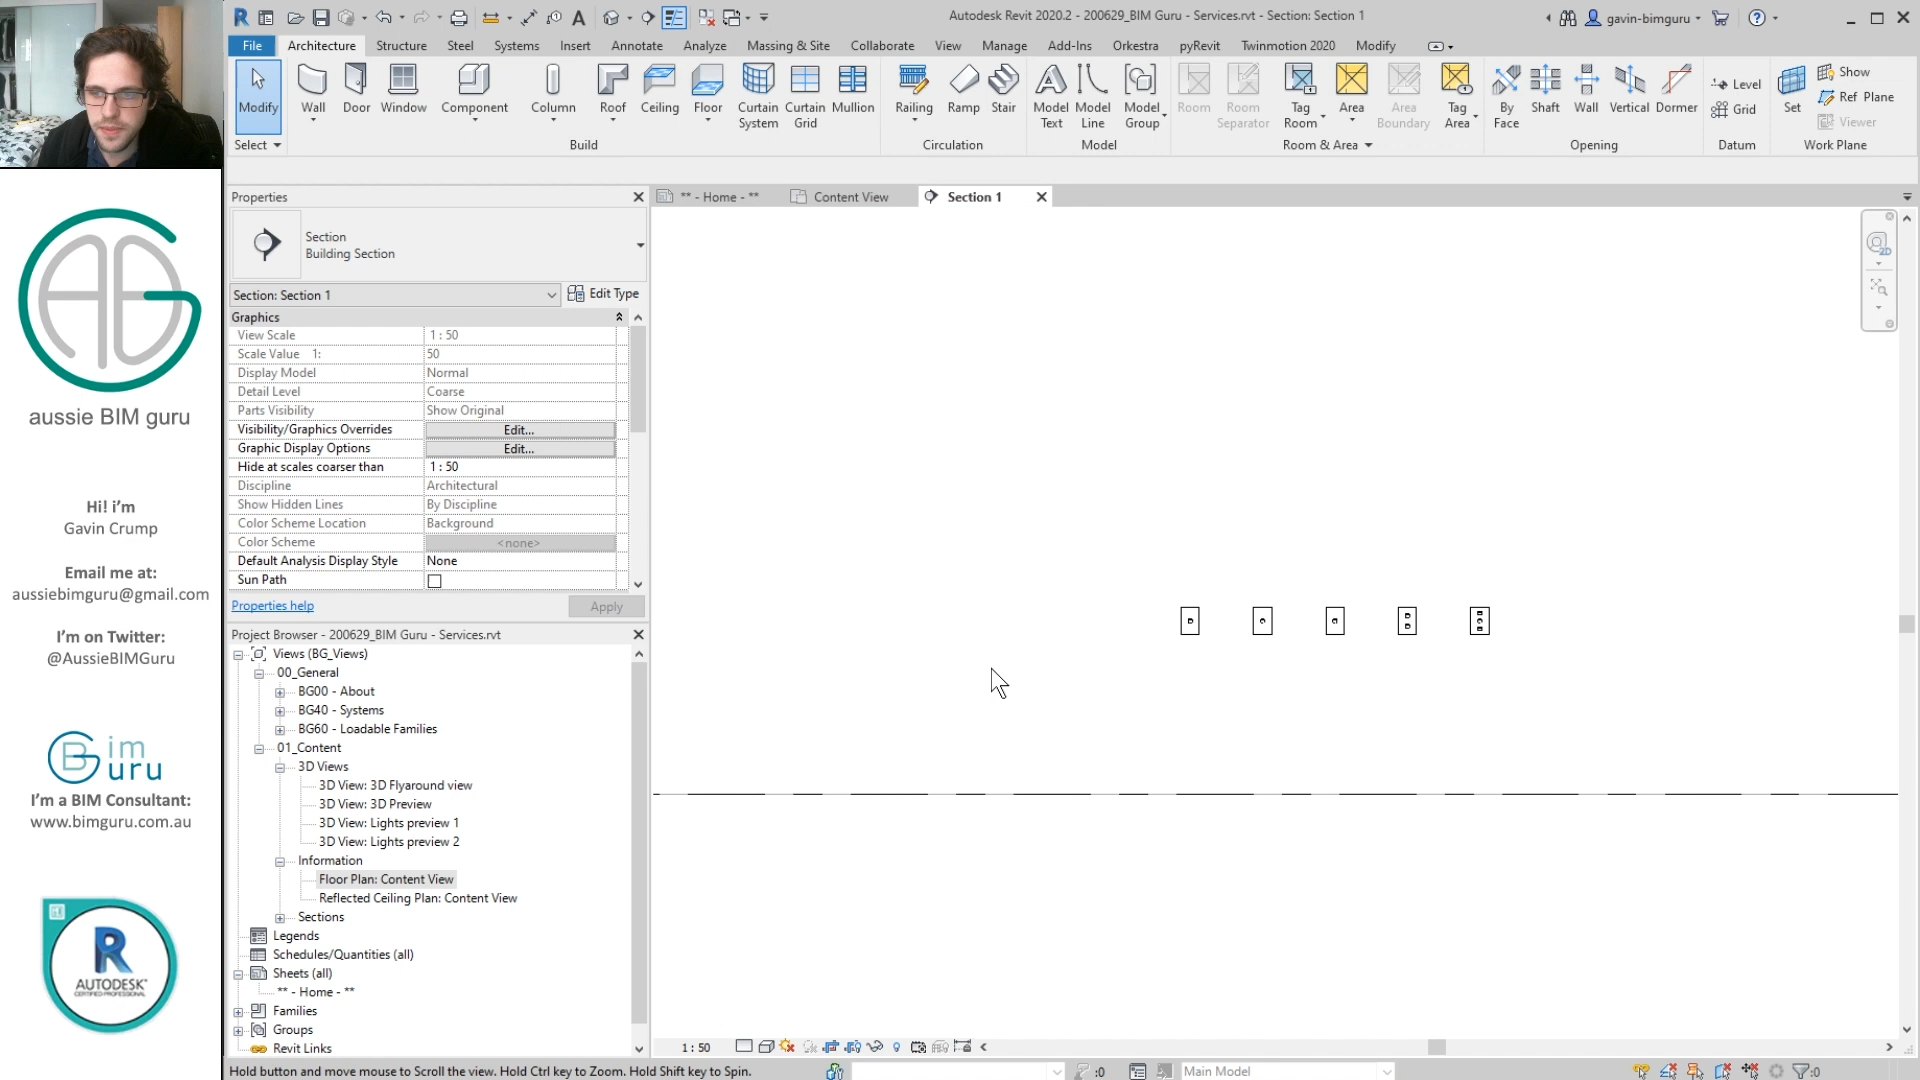 Autodesk Revit 2020.2 - 200629_BIM Guru - Services.rvt - Section: Section 1
gavin-bimguru
File
Architecture
Structure
Steel
Systems
Insert
Annotate
Analyze
Massing & Site
Collaborate
View
Manage
Add-Ins
Orkestra
pyRevit
Twinmotion 2020
Modify
Modify
Wall
Door
Window
Component
Column
Roof
Ceiling
Floor
Curtain
System
Curtain
Grid
Mullion
Railing
Ramp
Stair
Model
Text
Model
Line
Model
Group
Room
Room
Separator
Tag
Room
Area
Area
Boundary
Tag
Area
By
Face
Shaft
Wall
Vertical
Dormer
Level
Grid
Set
Show
Ref Plane
Viewer
Select
Build
Circulation
Model
Room & Area
Opening
Datum
Work Plane
Properties
** - Home - **
Content View
Section 1
Section
Building Section
Section: Section 1
Edit Type
Graphics
View Scale 1 : 50
Scale Value 1: 50
Display Model Normal
Detail Level Coarse
Parts Visibility Show Original
Visibility/Graphics Overrides Edit...
Graphic Display Options Edit...
Hide at scales coarser than 1 : 50
Discipline Architectural
Show Hidden Lines By Discipline
Color Scheme Location Background
Color Scheme <none>
Default Analysis Display Style None
Sun Path
Properties help
Apply
Project Browser - 200629_BIM Guru - Services.rvt
Views (BG_Views)
00_General
BG00 - About
BG40 - Systems
BG60 - Loadable Families
01_Content
3D Views
3D View: 3D Flyaround view
3D View: 3D Preview
3D View: Lights preview 1
3D View: Lights preview 2
Information
Floor Plan: Content View
Reflected Ceiling Plan: Content View
Sections
Legends
Schedules/Quantities (all)
Sheets (all)
** - Home - **
Families
Groups
Revit Links
1 : 50
Hold button and move mouse to Scroll the view. Hold Ctrl key to Zoom. Hold Shift key to Spin.
:0
Main Model
:0
2D
AG
aussie BIM guru
Hi! i'm
Gavin Crump
Email me at:
aussiebimguru@gmail.com
I'm on Twitter:
@AussieBIMGuru
Bim
Guru
I'm a BIM Consultant:
www.bimguru.com.au
R
AUTODESK
CERTIFIED PROFESSIONAL